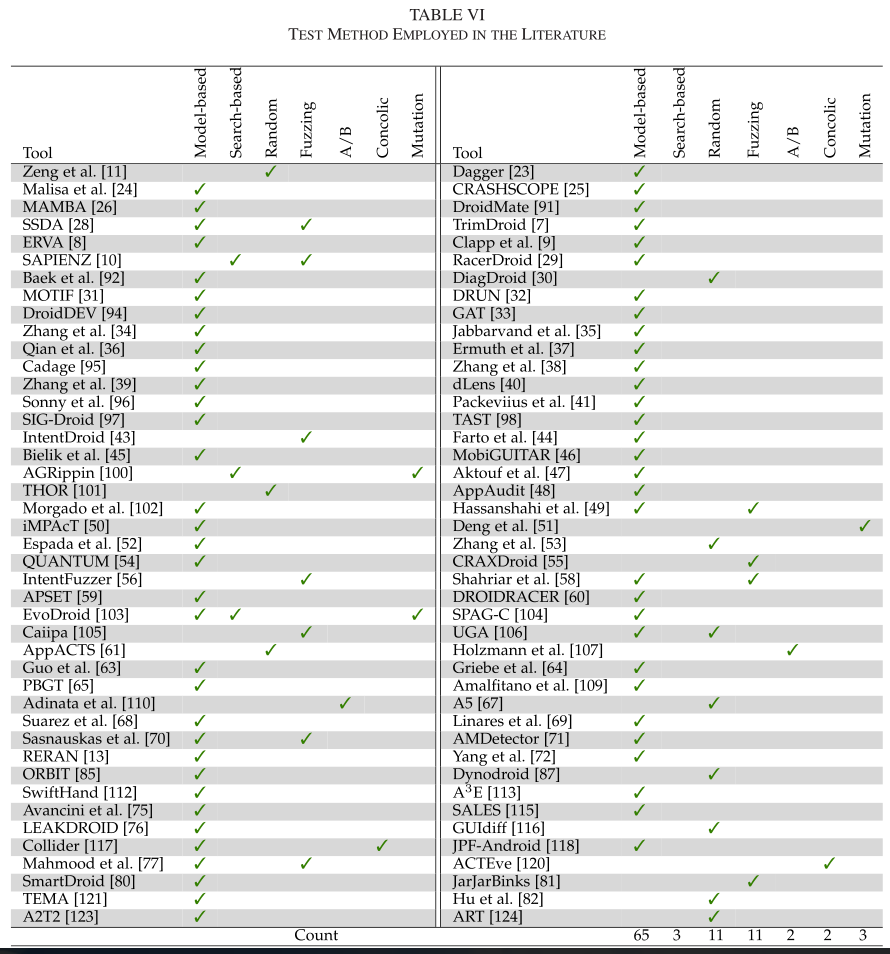 TABLE VI
TEST METHOD EMPLOYED IN THE LITERATURE
Tool Model-based Search-based Random Fuzzing A/B Concolic Mutation Tool Model-based Search-based Random Fuzzing A/B Concolic Mutation
Zeng et al. [11] ✓ Dagger [23] ✓
Malisa et al. [24] ✓ CRASHSCOPE [25] ✓
MAMBA [26] ✓ DroidMate [91] ✓
SSDA [28] ✓ ✓ TrimDroid [7] ✓
ERVA [8] ✓ Clapp et al. [9] ✓
SAPIENZ [10] ✓ ✓ RacerDroid [29] ✓
Baek et al. [92] ✓ DiagDroid [30] ✓
MOTIF [31] ✓ DRUN [32] ✓
DroidDEV [94] ✓ GAT [33] ✓
Zhang et al. [34] ✓ Jabbarvand et al. [35] ✓
Qian et al. [36] ✓ Ermuth et al. [37] ✓
Cadage [95] ✓ Zhang et al. [38] ✓
Zhang et al. [39] ✓ dLens [40] ✓
Sonny et al. [96] ✓ Packeviius et al. [41] ✓
SIG-Droid [97] ✓ TAST [98] ✓
IntentDroid [43] ✓ Farto et al. [44] ✓
Bielik et al. [45] ✓ MobiGUITAR [46] ✓
AGRippin [100] ✓ ✓ Aktouf et al. [47] ✓
THOR [101] ✓ AppAudit [48] ✓
Morgado et al. [102] ✓ Hassanshahi et al. [49] ✓ ✓
iMPAcT [50] ✓ Deng et al. [51] ✓
Espada et al. [52] ✓ Zhang et al. [53] ✓
QUANTUM [54] ✓ CRAXDroid [55] ✓
IntentFuzzer [56] ✓ Shahriar et al. [58] ✓ ✓
APSET [59] ✓ DROIDRACER [60] ✓
EvoDroid [103] ✓ ✓ ✓ SPAG-C [104] ✓
Caiipa [105] ✓ UGA [106] ✓ ✓
AppACTS [61] ✓ Holzmann et al. [107] ✓
Guo et al. [63] ✓ Griebe et al. [64] ✓
PBGT [65] ✓ Amalfitano et al. [109] ✓
Adinata et al. [110] ✓ A5 [67] ✓
Suarez et al. [68] ✓ Linares et al. [69] ✓
Sasnauskas et al. [70] ✓ ✓ AMDetector [71] ✓
RERAN [13] ✓ Yang et al. [72] ✓
ORBIT [85] ✓ Dynodroid [87] ✓
SwiftHand [112] ✓ A³E [113] ✓
Avancini et al. [75] ✓ SALES [115] ✓
LEAKDROID [76] ✓ GUIdiff [116] ✓
Collider [117] ✓ ✓ JPF-Android [118] ✓
Mahmood et al. [77] ✓ ✓ ACTEve [120] ✓
SmartDroid [80] ✓ JarJarBinks [81] ✓
TEMA [121] ✓ Hu et al. [82] ✓
A2T2 [123] ✓ ART [124] ✓
Count 65 3 11 11 2 2 3